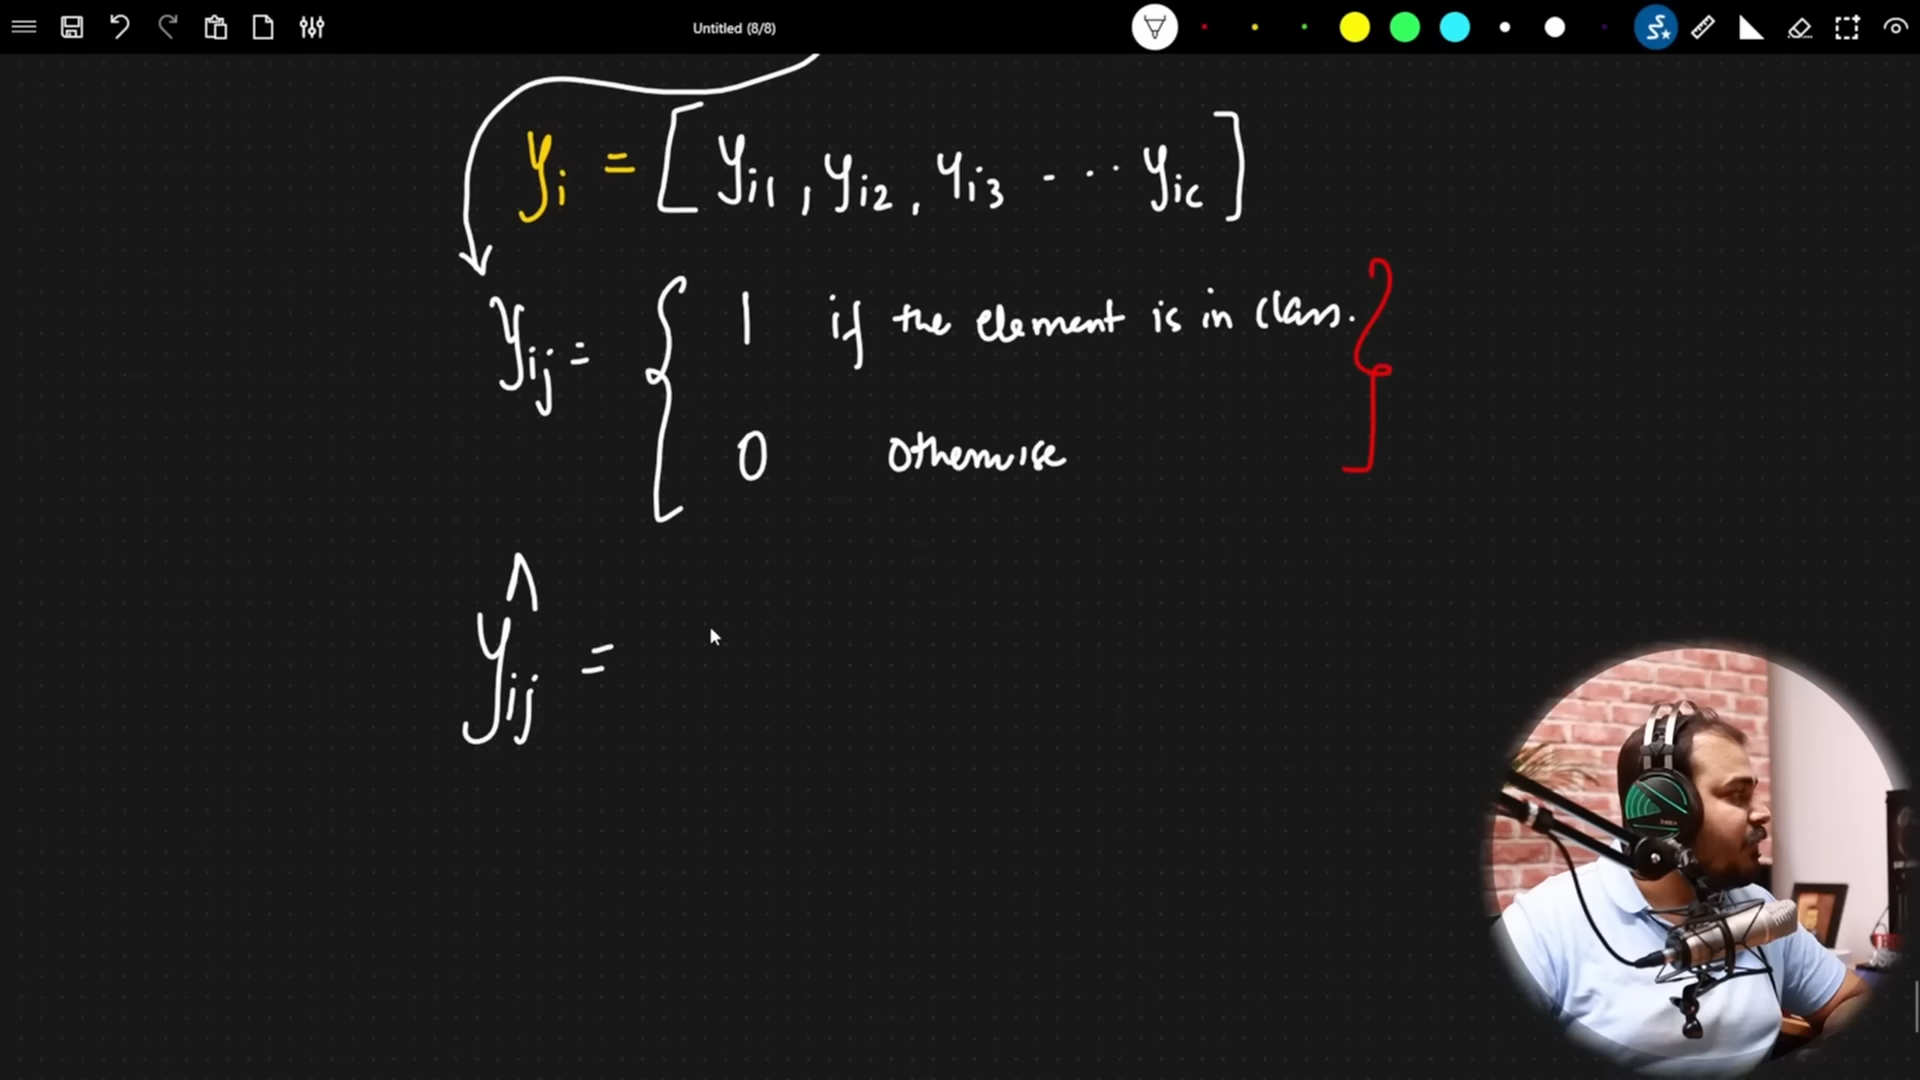 Untitled (8/8)
yi = [ yi1, yi2, yi3 - ... yic ]
yij = { 1 if the element is in class.
0 otherwise
ŷij =